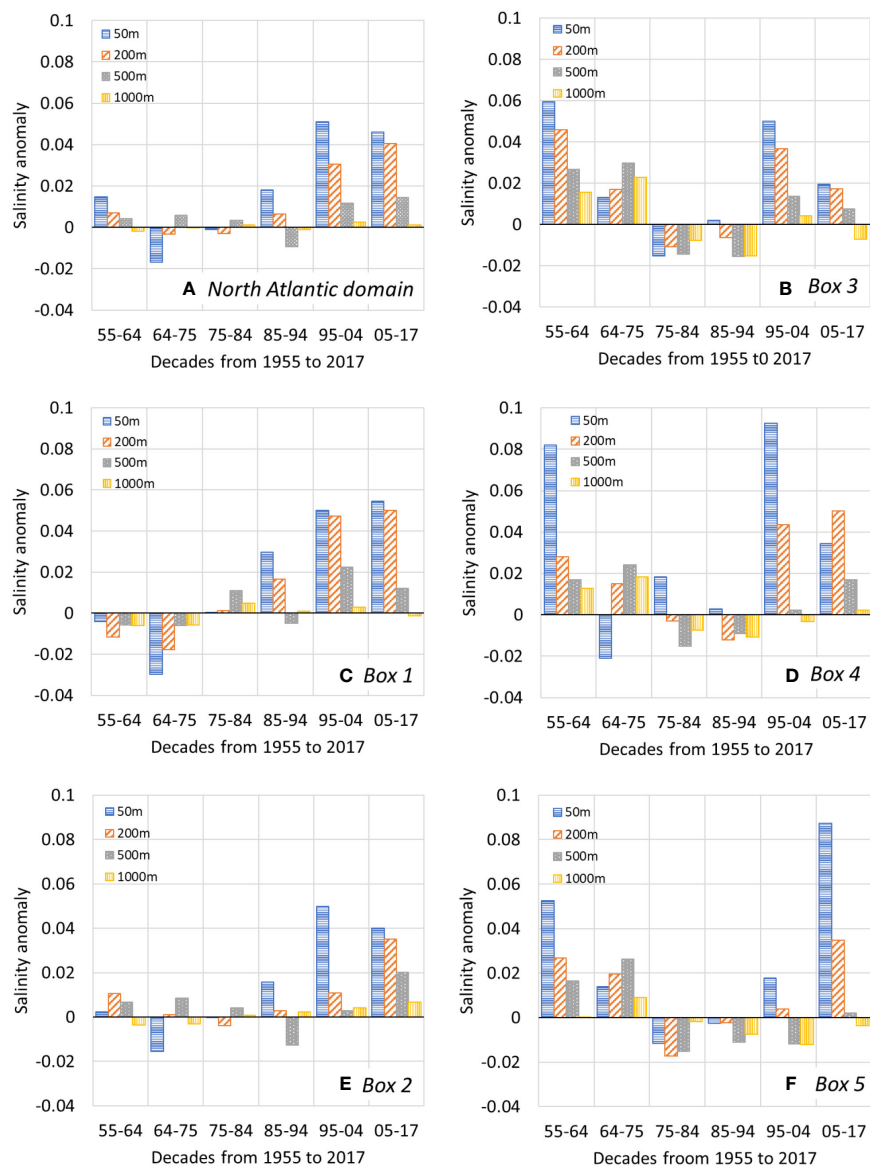 0.1
0.08
0.06
0.04
0.02
0
-0.02
-0.04
Salinity anomaly
50m
200m
500m
1000m
A North Atlantic domain
55-64 64-75 75-84 85-94 95-04 05-17
Decades from 1955 to 2017
0.1
0.08
0.06
0.04
0.02
0
-0.02
-0.04
Salinity anomaly
50m
200m
500m
1000m
B Box 3
55-64 64-75 75-84 85-94 95-04 05-17
Decades from 1955 t0 2017
0.1
0.08
0.06
0.04
0.02
0
-0.02
-0.04
Salinity anomaly
50m
200m
500m
1000m
C Box 1
55-64 64-75 75-84 85-94 95-04 05-17
Decades from 1955 to 2017
0.1
0.08
0.06
0.04
0.02
0
-0.02
-0.04
Salinity anomaly
50m
200m
500m
1000m
D Box 4
55-64 64-75 75-84 85-94 95-04 05-17
Decades from 1955 to 2017
0.1
0.08
0.06
0.04
0.02
0
-0.02
-0.04
Salinity anomaly
50m
200m
500m
1000m
E Box 2
55-64 64-75 75-84 85-94 95-04 05-17
Decades from 1955 to 2017
0.1
0.08
0.06
0.04
0.02
0
-0.02
-0.04
Salinity anomaly
50m
200m
500m
1000m
F Box 5
55-64 64-75 75-84 85-94 95-04 05-17
Decades froom 1955 to 2017